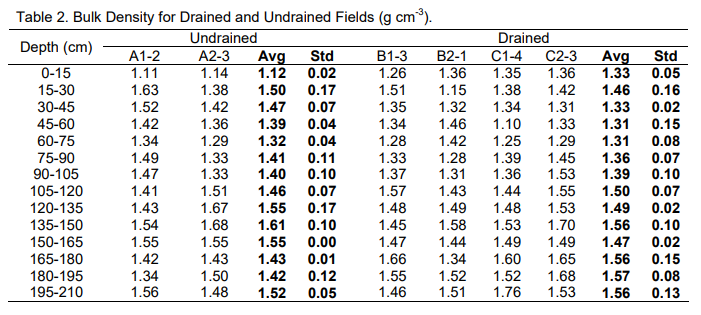 Table 2. Bulk Density for Drained and Undrained Fields (g cm-3).
Undrained Drained
Depth (cm) A1-2 A2-3 Avg Std B1-3 B2-1 C1-4 C2-3 Avg Std
0-15 1.11 1.14 1.12 0.02 1.26 1.36 1.35 1.36 1.33 0.05
15-30 1.63 1.38 1.50 0.17 1.51 1.15 1.38 1.42 1.46 0.16
30-45 1.52 1.42 1.47 0.07 1.35 1.32 1.34 1.31 1.33 0.02
45-60 1.42 1.36 1.39 0.04 1.34 1.46 1.10 1.33 1.31 0.15
60-75 1.34 1.29 1.32 0.04 1.28 1.42 1.25 1.29 1.31 0.08
75-90 1.49 1.33 1.41 0.11 1.33 1.28 1.39 1.45 1.36 0.07
90-105 1.47 1.33 1.40 0.10 1.37 1.31 1.36 1.53 1.39 0.10
105-120 1.41 1.51 1.46 0.07 1.57 1.43 1.44 1.55 1.50 0.07
120-135 1.43 1.67 1.55 0.17 1.48 1.49 1.48 1.53 1.49 0.02
135-150 1.54 1.68 1.61 0.10 1.45 1.58 1.53 1.70 1.56 0.10
150-165 1.55 1.55 1.55 0.00 1.47 1.44 1.49 1.49 1.47 0.02
165-180 1.42 1.43 1.43 0.01 1.66 1.34 1.60 1.65 1.56 0.15
180-195 1.34 1.50 1.42 0.12 1.55 1.52 1.52 1.68 1.57 0.08
195-210 1.56 1.48 1.52 0.05 1.46 1.51 1.76 1.53 1.56 0.13